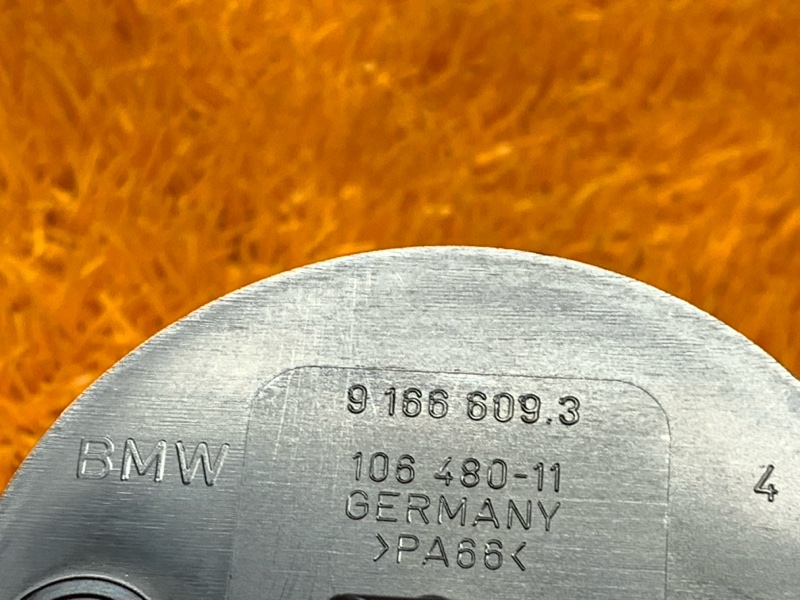 9 166 609.3
BMW
106 480-11
4
GERMANY
>PA66<